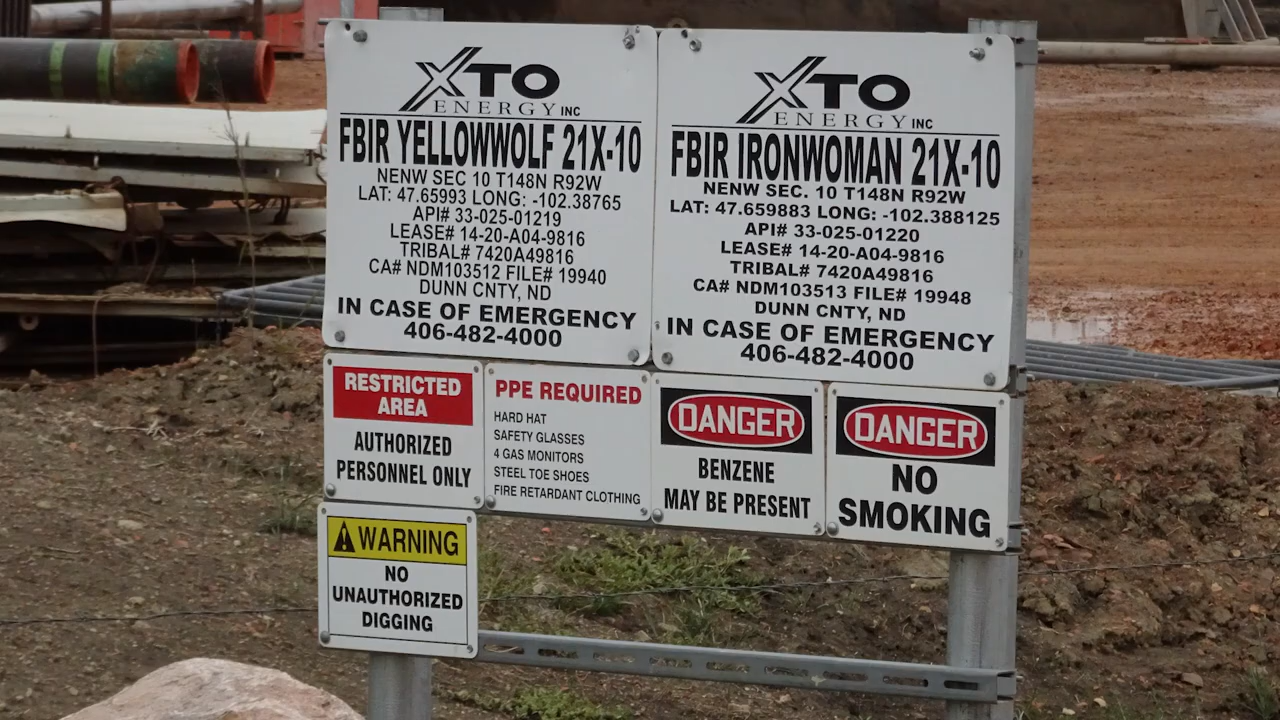 XTO
ENERGY INC
FBIR YELLOWWOLF 21X-10
NENW SEC 10 T148N R92W
LAT: 47.65993 LONG: -102.38765
API# 33-025-01219
LEASE# 14-20-A04-9816
TRIBAL# 7420A49816
CA# NDM103512 FILE# 19940
DUNN CNTY, ND
IN CASE OF EMERGENCY
406-482-4000
XTO
ENERGY INC
FBIR IRONWOMAN 21X-10
NENW SEC. 10 T148N R92W
LAT: 47.659883 LONG: -102.388125
API# 33-025-01220
LEASE# 14-20-A04-9816
TRIBAL# 7420A49816
CA# NDM103513 FILE# 19948
DUNN CNTY, ND
IN CASE OF EMERGENCY
406-482-4000
RESTRICTED
AREA
AUTHORIZED
PERSONNEL ONLY
PPE REQUIRED
HARD HAT
SAFETY GLASSES
4 GAS MONITORS
STEEL TOE SHOES
FIRE RETARDANT CLOTHING
DANGER
BENZENE
MAY BE PRESENT
DANGER
NO
SMOKING
WARNING
NO
UNAUTHORIZED
DIGGING